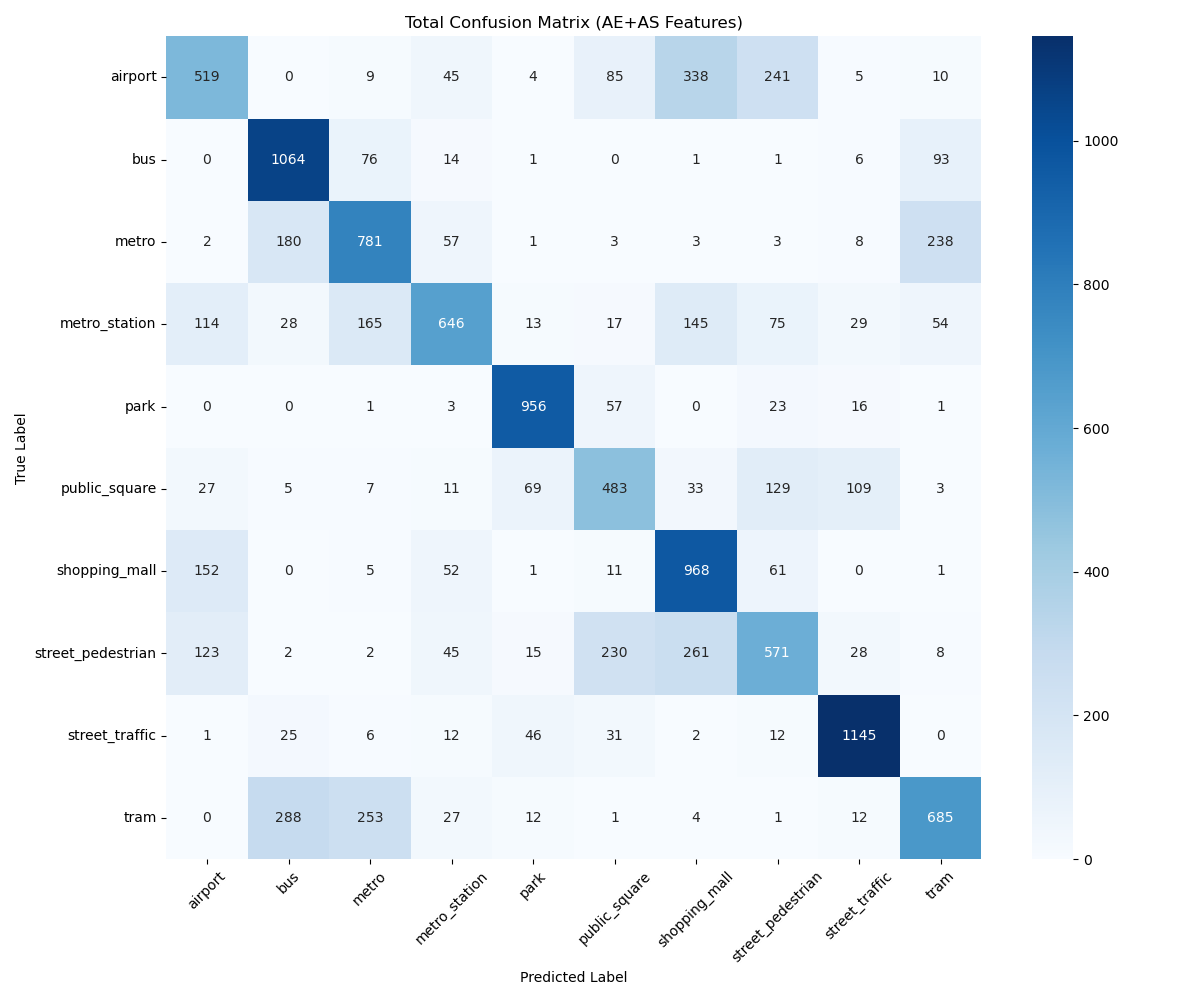 Total Confusion Matrix (AE+AS Features)
airport 519 0 9 45 4 85 338 241 5 10
bus 0 1064 76 14 1 0 1 1 6 93
metro 2 180 781 57 1 3 3 3 8 238
metro_station 114 28 165 646 13 17 145 75 29 54
park 0 0 1 3 956 57 0 23 16 1
public_square 27 5 7 11 69 483 33 129 109 3
shopping_mall 152 0 5 52 1 11 968 61 0 1
street_pedestrian 123 2 2 45 15 230 261 571 28 8
street_traffic 1 25 6 12 46 31 2 12 1145 0
tram 0 288 253 27 12 1 4 1 12 685
True Label
airport bus metro metro_station park public_square shopping_mall street_pedestrian street_traffic tram
Predicted Label
1000
800
600
400
200
0